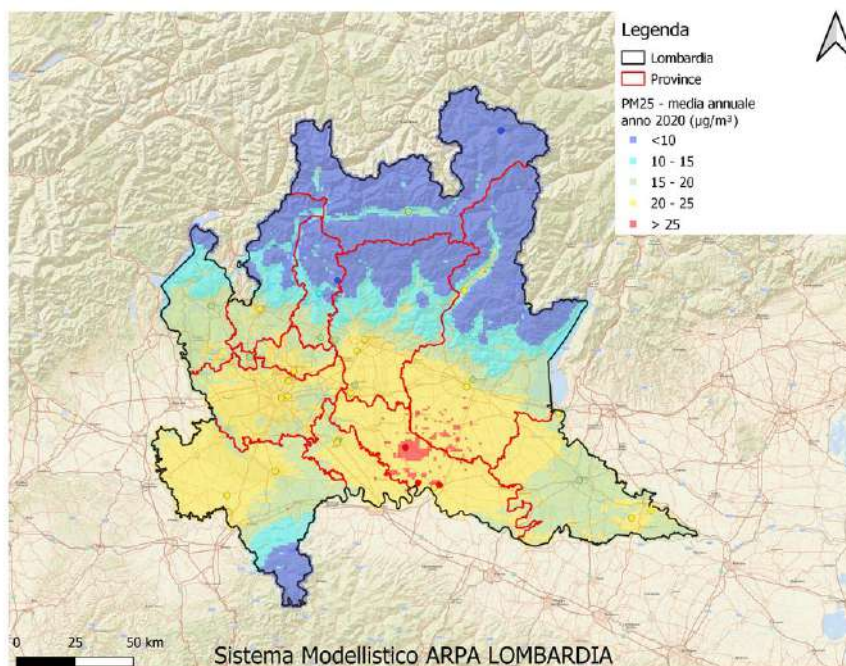 Legenda
Lombardia
Province
PM25 - media annuale
anno 2020 (µg/m³)
<10
10 - 15
15 - 20
20 - 25
> 25
0 25 50 km
Sistema Modellistico ARPA LOMBARDIA